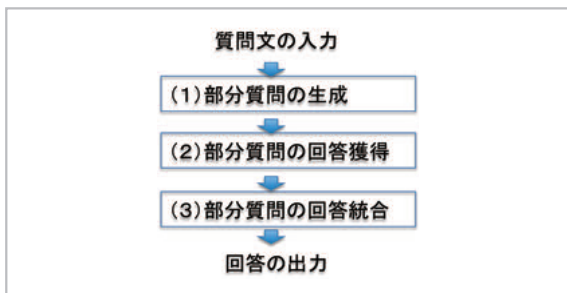 質問文の入力
(1)部分質問の生成
(2)部分質問の回答獲得
(3)部分質問の回答統合
回答の出力